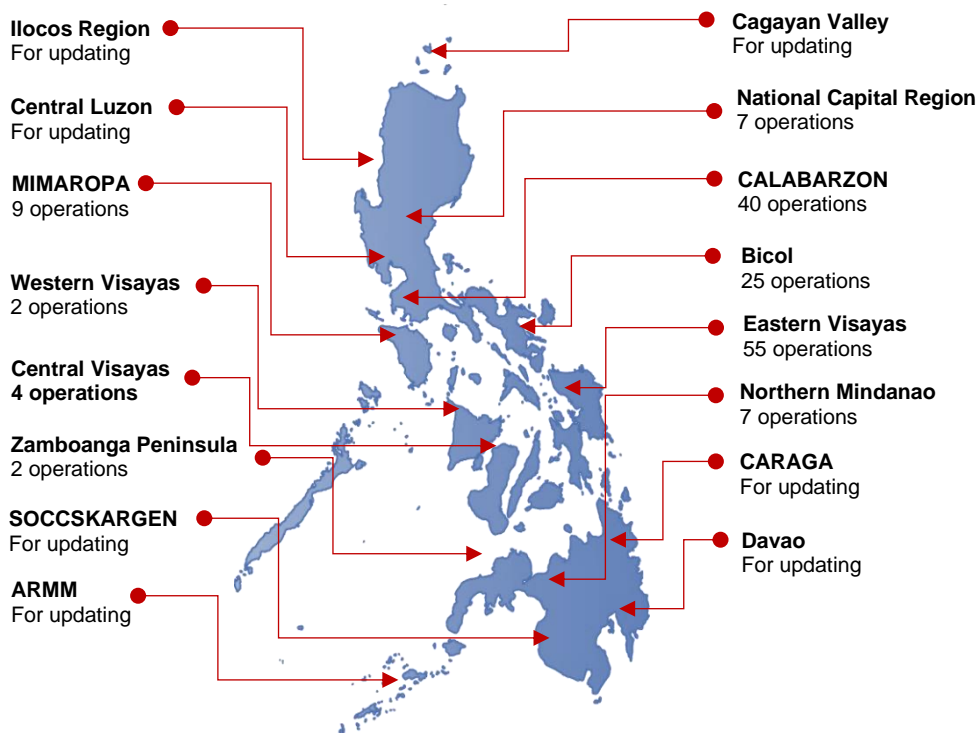 Ilocos Region
For updating
Central Luzon
For updating
MIMAROPA
9 operations
Western Visayas
2 operations
Central Visayas
4 operations
Zamboanga Peninsula
2 operations
SOCCSKARGEN
For updating
ARMM
For updating
Cagayan Valley
For updating
National Capital Region
7 operations
CALABARZON
40 operations
Bicol
25 operations
Eastern Visayas
55 operations
Northern Mindanao
7 operations
CARAGA
For updating
Davao
For updating